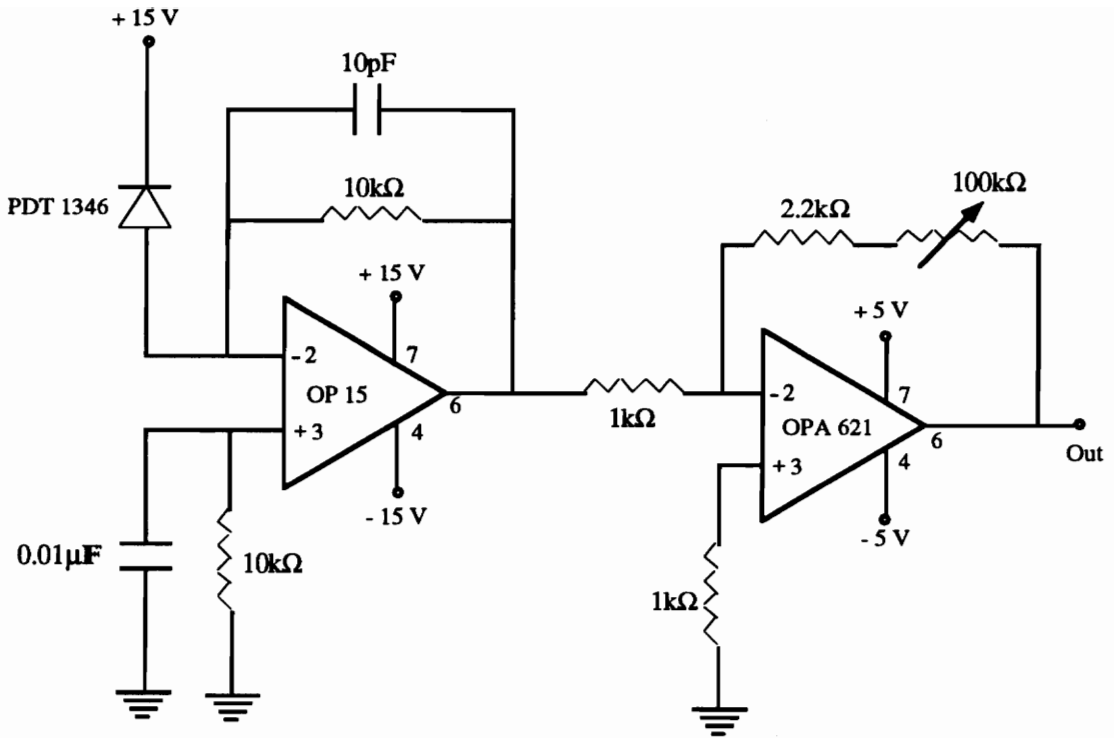 + 15 V
10pF
PDT 1346
10kΩ
100kΩ
2.2kΩ
+ 15 V
+ 5 V
- 2
7
OP 15
6
+ 3
4
- 15 V
1kΩ
- 2
7
OPA 621
6
+ 3
4
Out
- 5 V
0.01µF
10kΩ
1kΩ